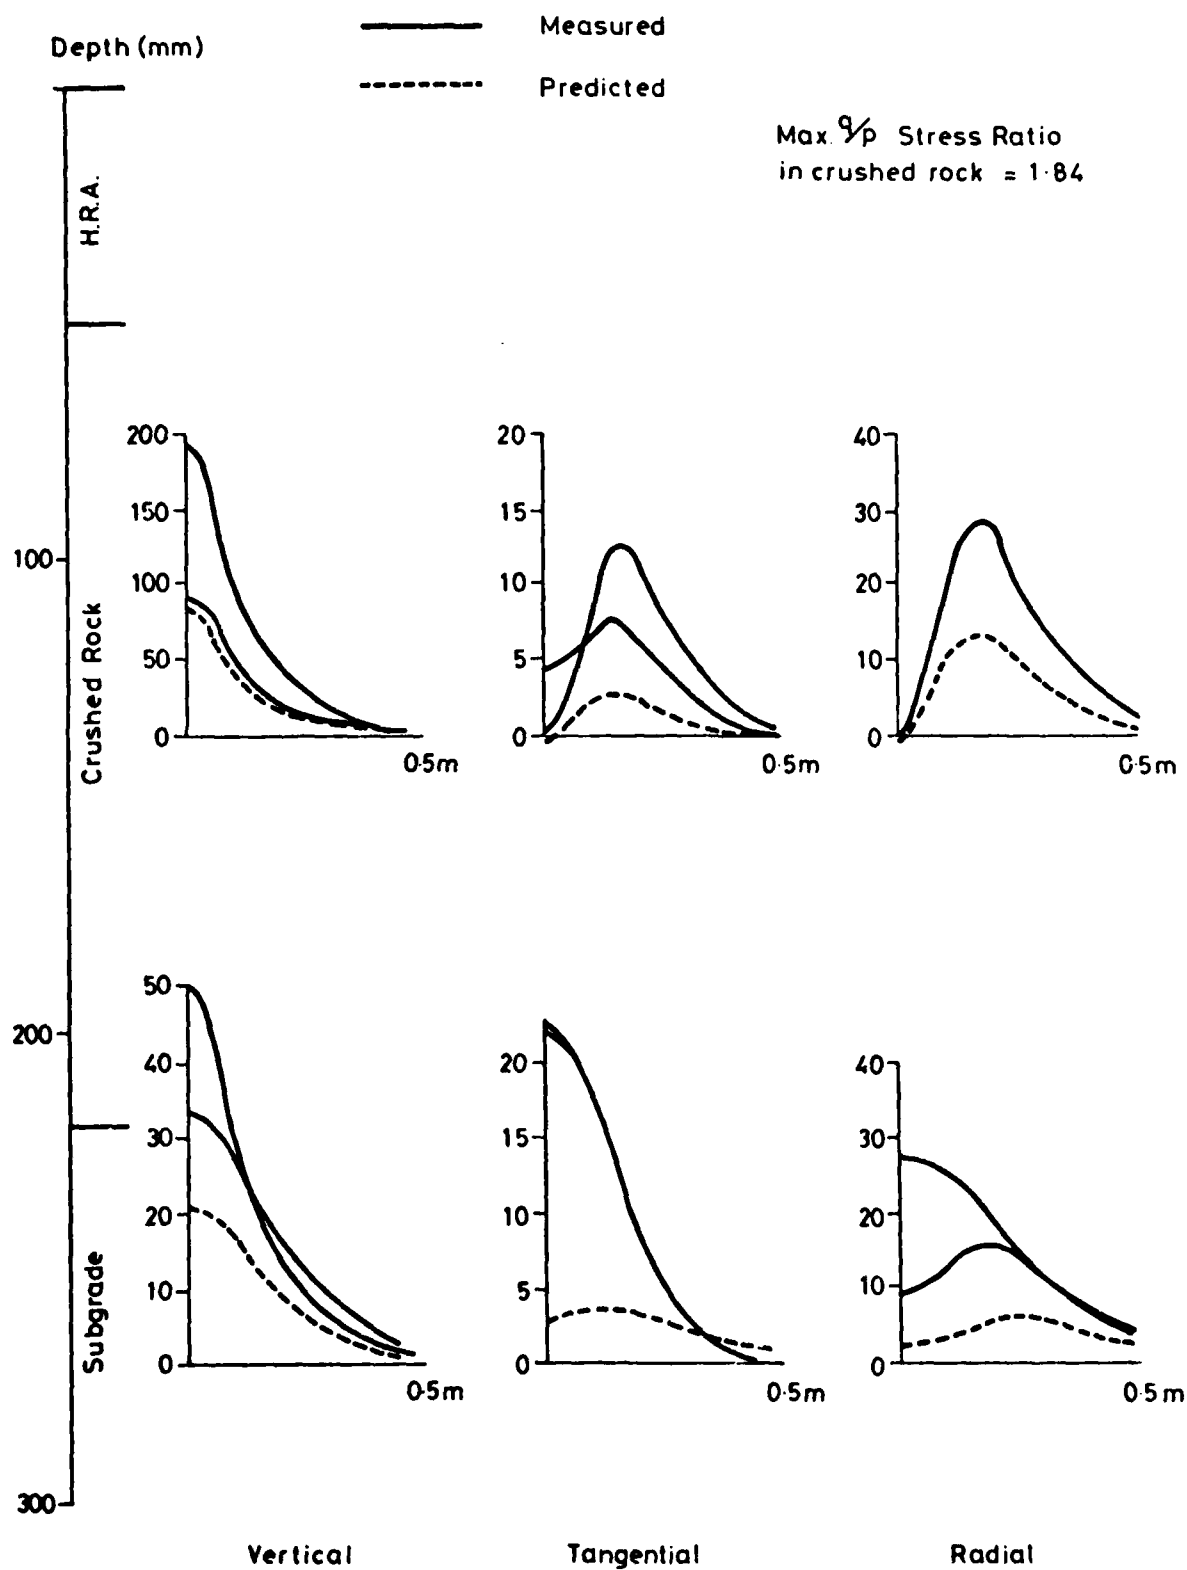 Measured
Depth (mm)
Predicted
Max. q/p Stress Ratio
in crushed rock = 1·84
H.R.A.
Crushed Rock
Subgrade
100
200
300
200
150
100
50
0
0·5m
20
15
10
5
0
0·5m
40
30
20
10
0
0·5m
50
40
30
20
10
0
0·5m
20
15
10
5
0
0·5m
40
30
20
10
0
0·5m
Vertical
Tangential
Radial